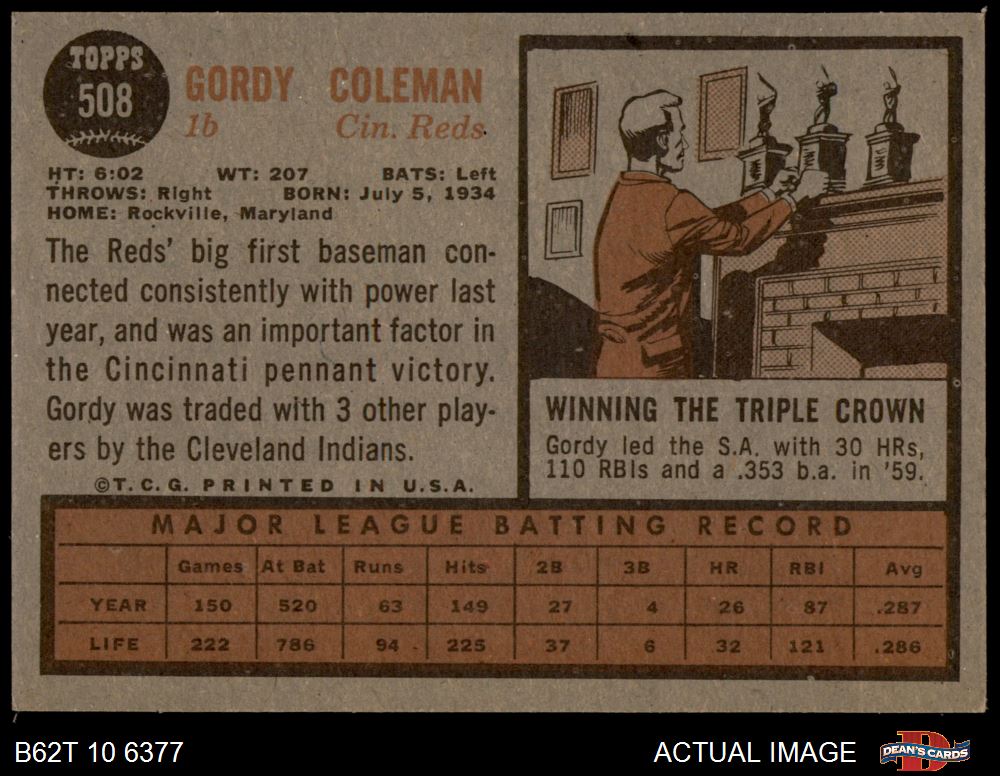 TOPPS
508
GORDY COLEMAN
1b Cin. Reds
HT: 6:02 WT: 207 BATS: Left
THROWS: Right BORN: July 5, 1934
HOME: Rockville, Maryland
The Reds' big first baseman con-
nected consistently with power last
year, and was an important factor in
the Cincinnati pennant victory.
Gordy was traded with 3 other play-
ers by the Cleveland Indians.
©T.C.G. PRINTED IN U.S.A.
WINNING THE TRIPLE CROWN
Gordy led the S.A. with 30 HRs,
110 RBIs and a .353 b.a. in '59.
MAJOR LEAGUE BATTING RECORD
Games At Bat Runs Hits 2B 3B HR RBI Avg
YEAR 150 520 63 149 27 4 26 87 .287
LIFE 222 786 94 225 37 6 32 121 .286
B62T 10 6377 ACTUAL IMAGE DEAN'S CARDS